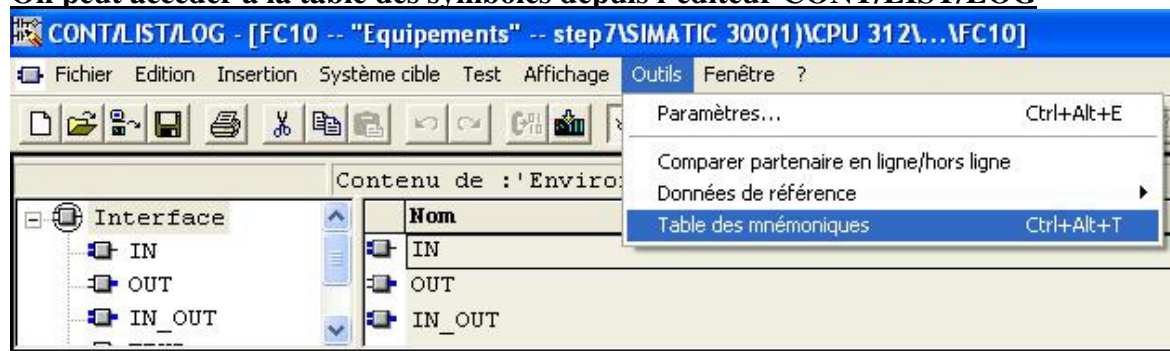 On peut accéder à la table des symboles depuis l'éditeur CONT/LIST/LOG
CONT/LIST/LOG - [FC10 -- "Equipements" -- step7\SIMATIC 300(1)\CPU 312\...\FC10]
Fichier Edition Insertion Système cible Test Affichage Outils Fenêtre ?
Paramètres... Ctrl+Alt+E
Comparer partenaire en ligne/hors ligne
Données de référence
Table des mnémoniques Ctrl+Alt+T
Contenu de :'Enviro
Interface
IN
OUT
IN_OUT
Nom
IN
OUT
IN_OUT